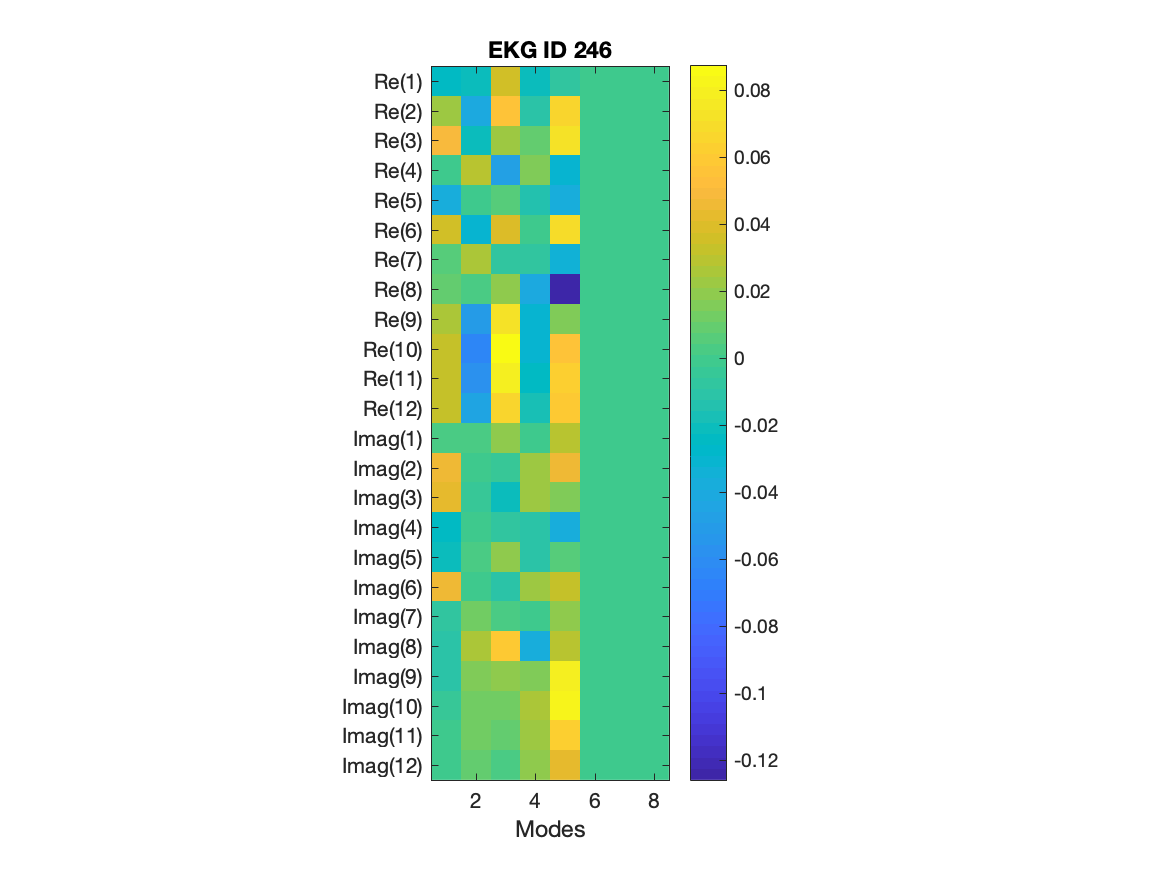 EKG ID 246
Re(1)
Re(2)
Re(3)
Re(4)
Re(5)
Re(6)
Re(7)
Re(8)
Re(9)
Re(10)
Re(11)
Re(12)
Imag(1)
Imag(2)
Imag(3)
Imag(4)
Imag(5)
Imag(6)
Imag(7)
Imag(8)
Imag(9)
Imag(10)
Imag(11)
Imag(12)
2 4 6 8
Modes
0.08
0.06
0.04
0.02
0
-0.02
-0.04
-0.06
-0.08
-0.1
-0.12